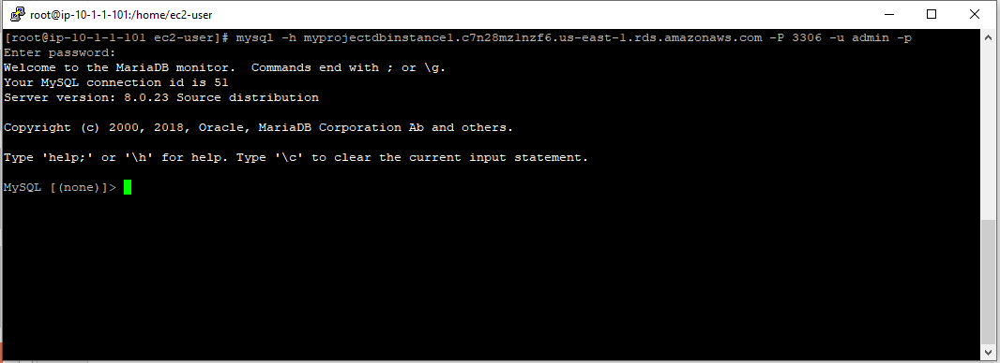 root@ip-10-1-1-101:/home/ec2-user
[root@ip-10-1-1-101 ec2-user]# mysql -h myprojectdbinstance1.c7n28mzlnzf6.us-east-1.rds.amazonaws.com -P 3306 -u admin -p
Enter password:
Welcome to the MariaDB monitor.  Commands end with ; or \g.
Your MySQL connection id is 51
Server version: 8.0.23 Source distribution
Copyright (c) 2000, 2018, Oracle, MariaDB Corporation Ab and others.
Type 'help;' or '\h' for help. Type '\c' to clear the current input statement.
MySQL [(none)]>